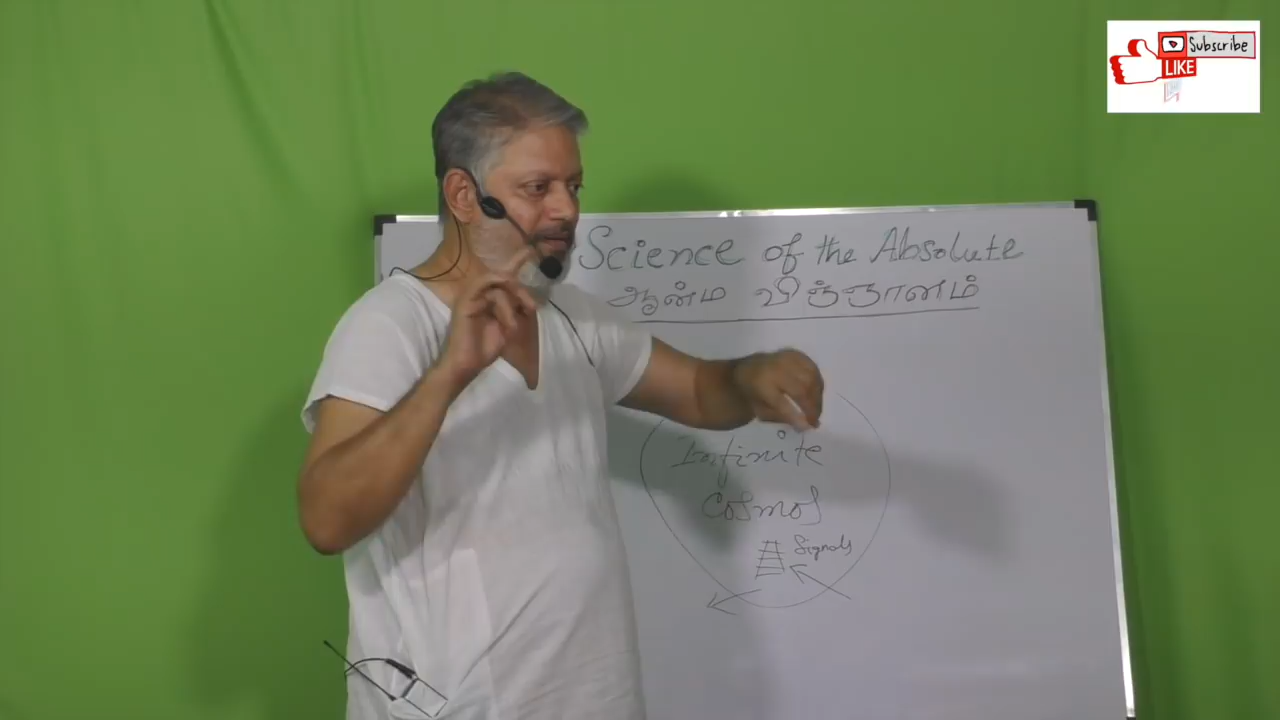 Subscribe
LIKE
Science of the Absolute
ஆன்ம விஞ்ஞானம்
Infinite
Cosmos
Signals